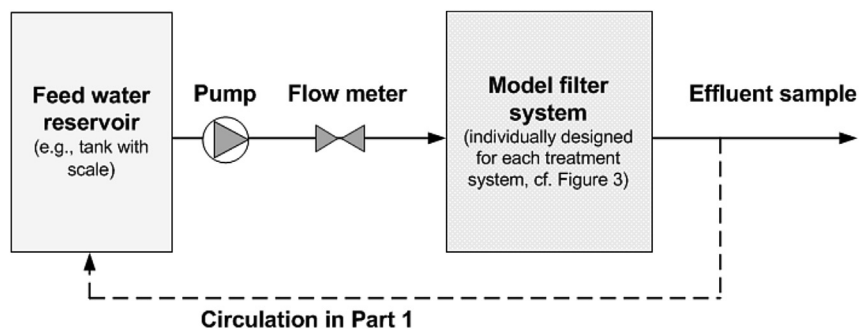 Feed water
reservoir
(e.g., tank with
scale)
Pump
Flow meter
Model filter
system
(individually designed
for each treatment
system, cf. Figure 3)
Effluent sample
Circulation in Part 1